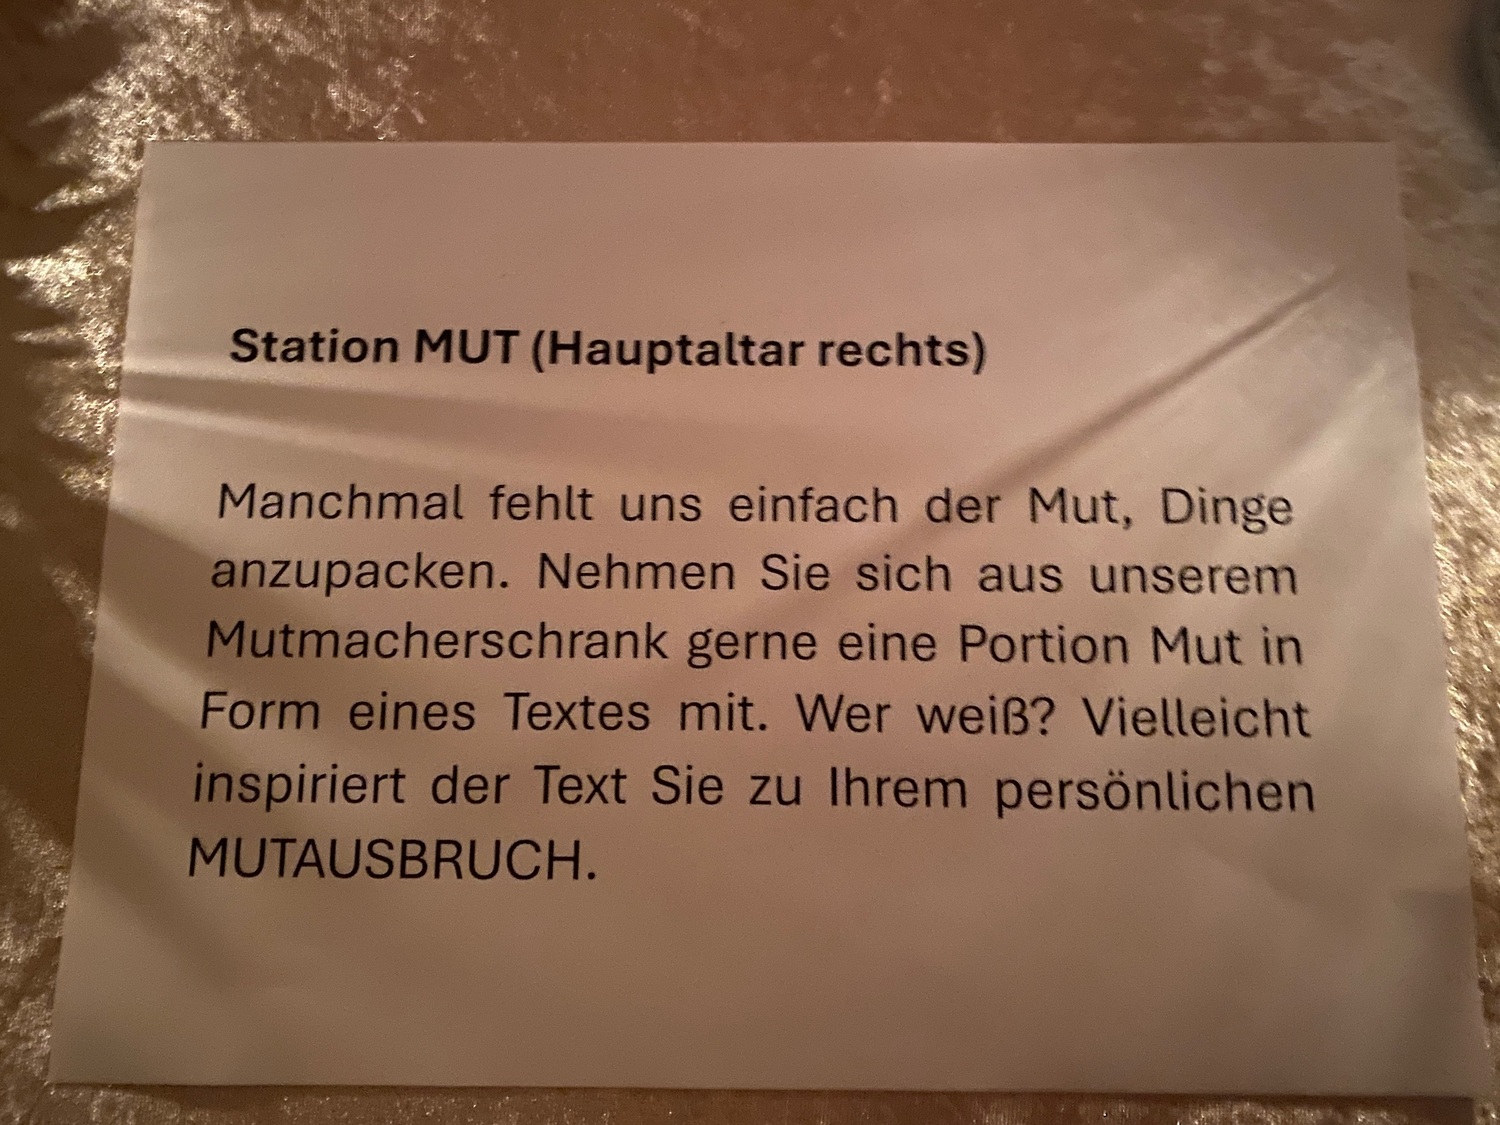 Station MUT (Hauptaltar rechts)
Manchmal fehlt uns einfach der Mut, Dinge
anzupacken. Nehmen Sie sich aus unserem
Mutmacherschrank gerne eine Portion Mut in
Form eines Textes mit. Wer weiß? Vielleicht
inspiriert der Text Sie zu Ihrem persönlichen
MUTAUSBRUCH.